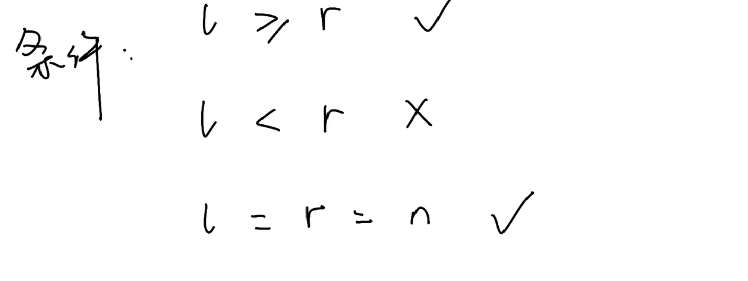 l ≥ r ✓
条件:
l < r ×
l = r = n ✓